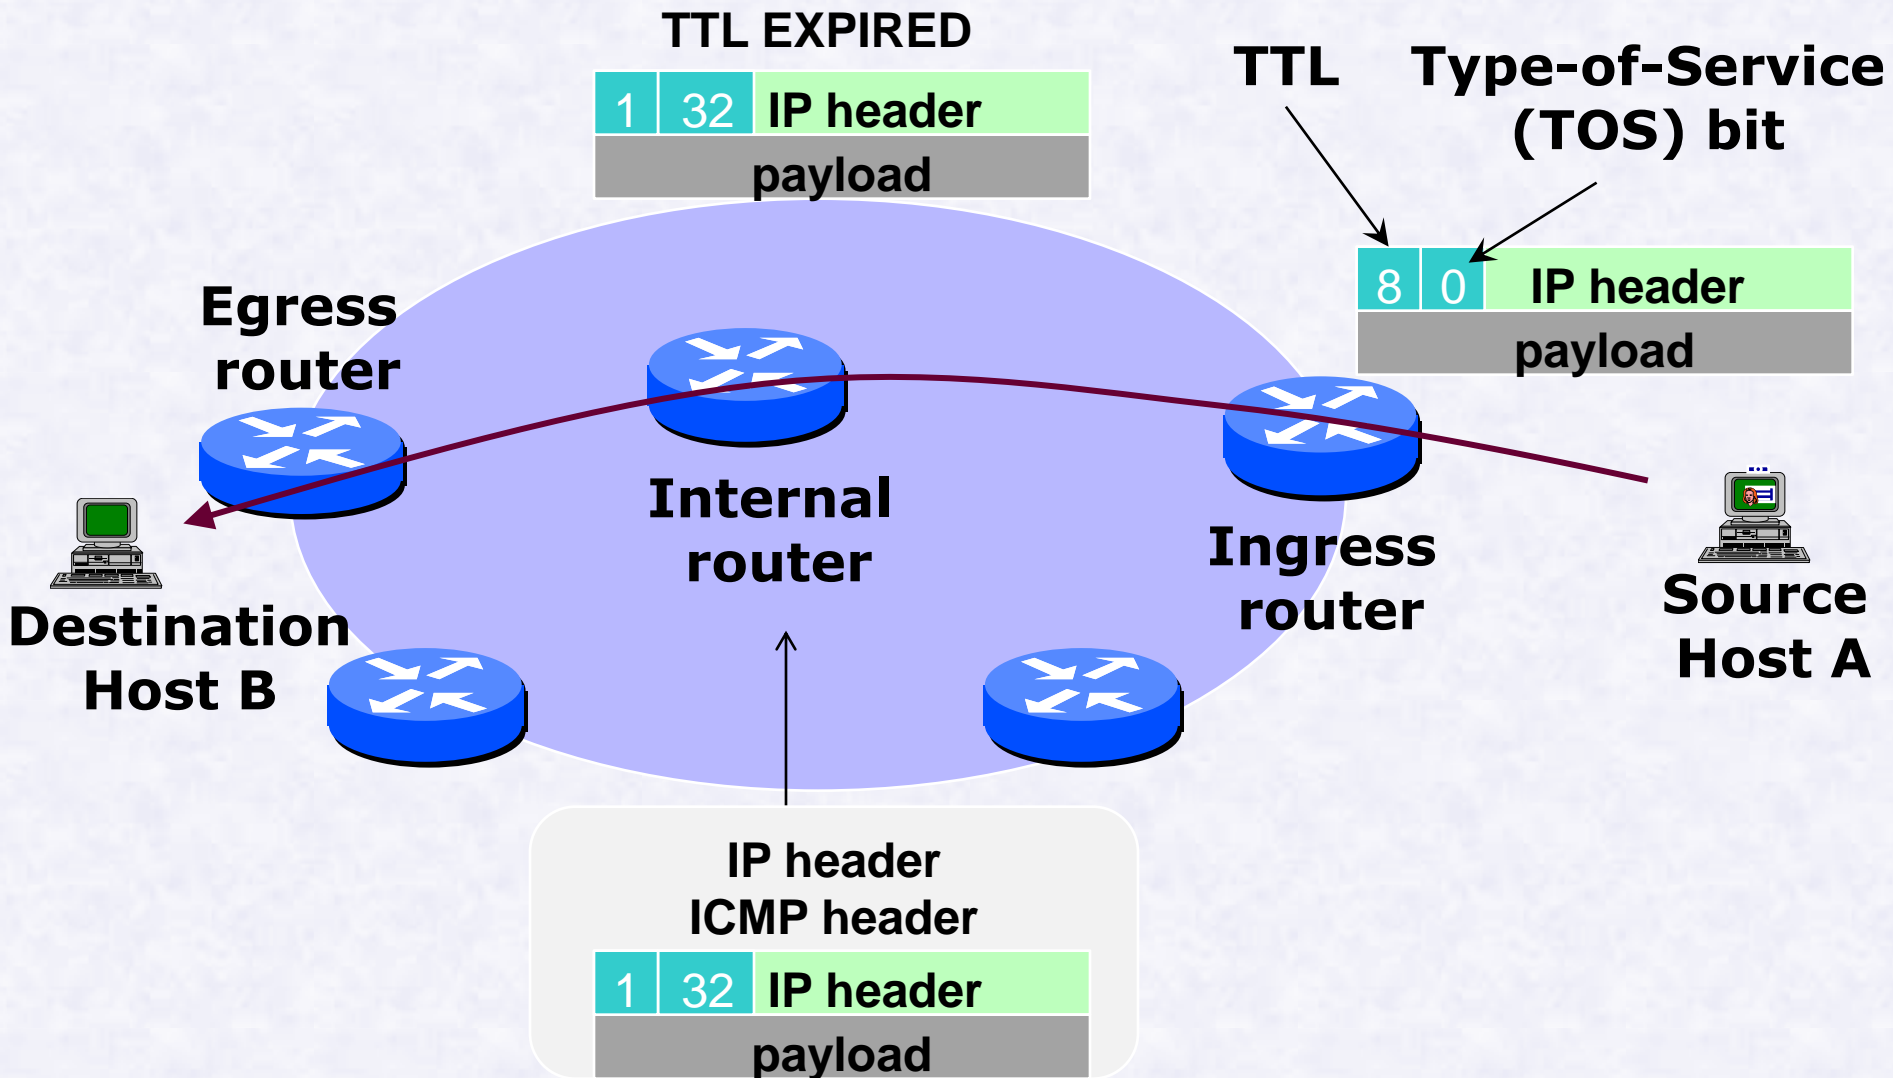 TTL EXPIRED
1 32 IP header
payload
TTL
Type-of-Service
(TOS) bit
8 0 IP header
payload
Egress
router
Internal
router
Ingress
router
Source
Host A
Destination
Host B
IP header
ICMP header
1 32 IP header
payload